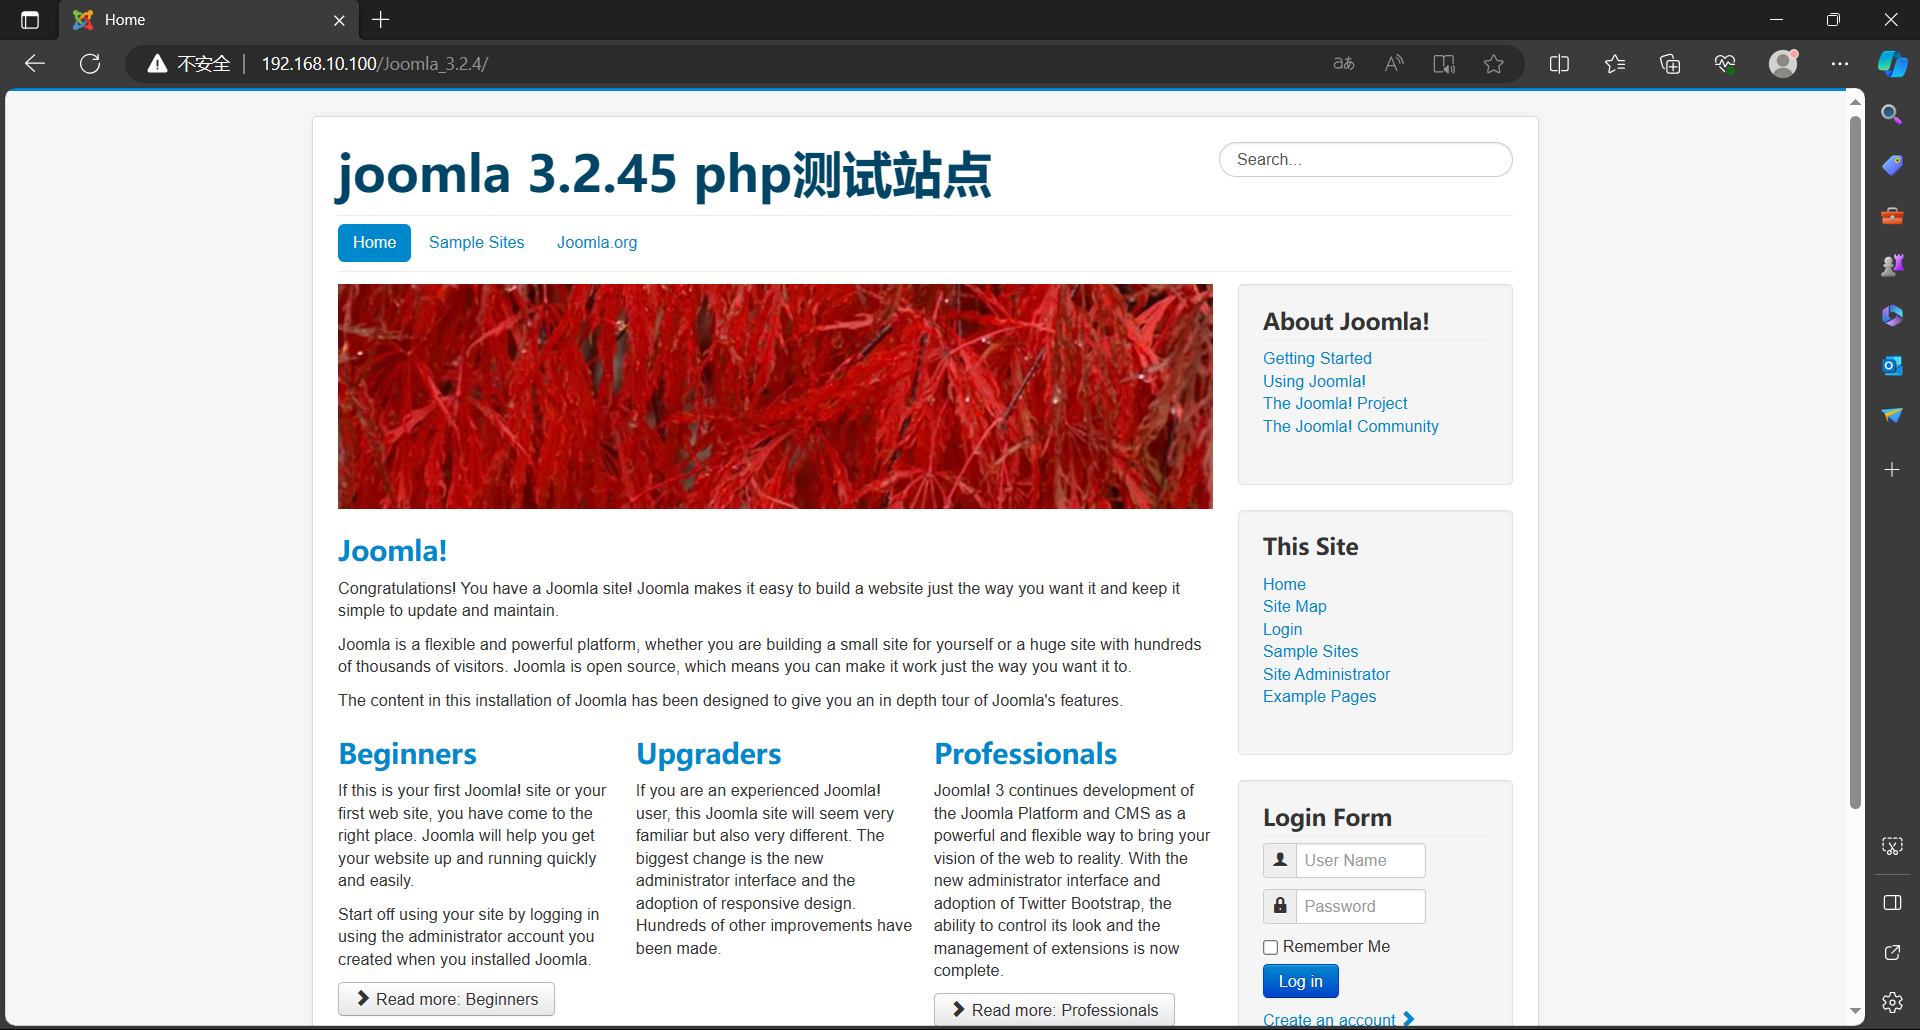 Home
不安全 192.168.10.100/Joomla_3.2.4/
joomla 3.2.45 php测试站点
Search...
Home Sample Sites Joomla.org
Joomla!
Congratulations! You have a Joomla site! Joomla makes it easy to build a website just the way you want it and keep it
simple to update and maintain.
Joomla is a flexible and powerful platform, whether you are building a small site for yourself or a huge site with hundreds
of thousands of visitors. Joomla is open source, which means you can make it work just the way you want it to.
The content in this installation of Joomla has been designed to give you an in depth tour of Joomla's features.
Beginners
If this is your first Joomla! site or your
first web site, you have come to the
right place. Joomla will help you get
your website up and running quickly
and easily.
Start off using your site by logging in
using the administrator account you
created when you installed Joomla.
Read more: Beginners
Upgraders
If you are an experienced Joomla!
user, this Joomla site will seem very
familiar but also very different. The
biggest change is the new
administrator interface and the
adoption of responsive design.
Hundreds of other improvements have
been made.
Professionals
Joomla! 3 continues development of
the Joomla Platform and CMS as a
powerful and flexible way to bring your
vision of the web to reality. With the
new administrator interface and
adoption of Twitter Bootstrap, the
ability to control its look and the
management of extensions is now
complete.
Read more: Professionals
About Joomla!
Getting Started
Using Joomla!
The Joomla! Project
The Joomla! Community
This Site
Home
Site Map
Login
Sample Sites
Site Administrator
Example Pages
Login Form
User Name
Password
Remember Me
Log in
Create an account